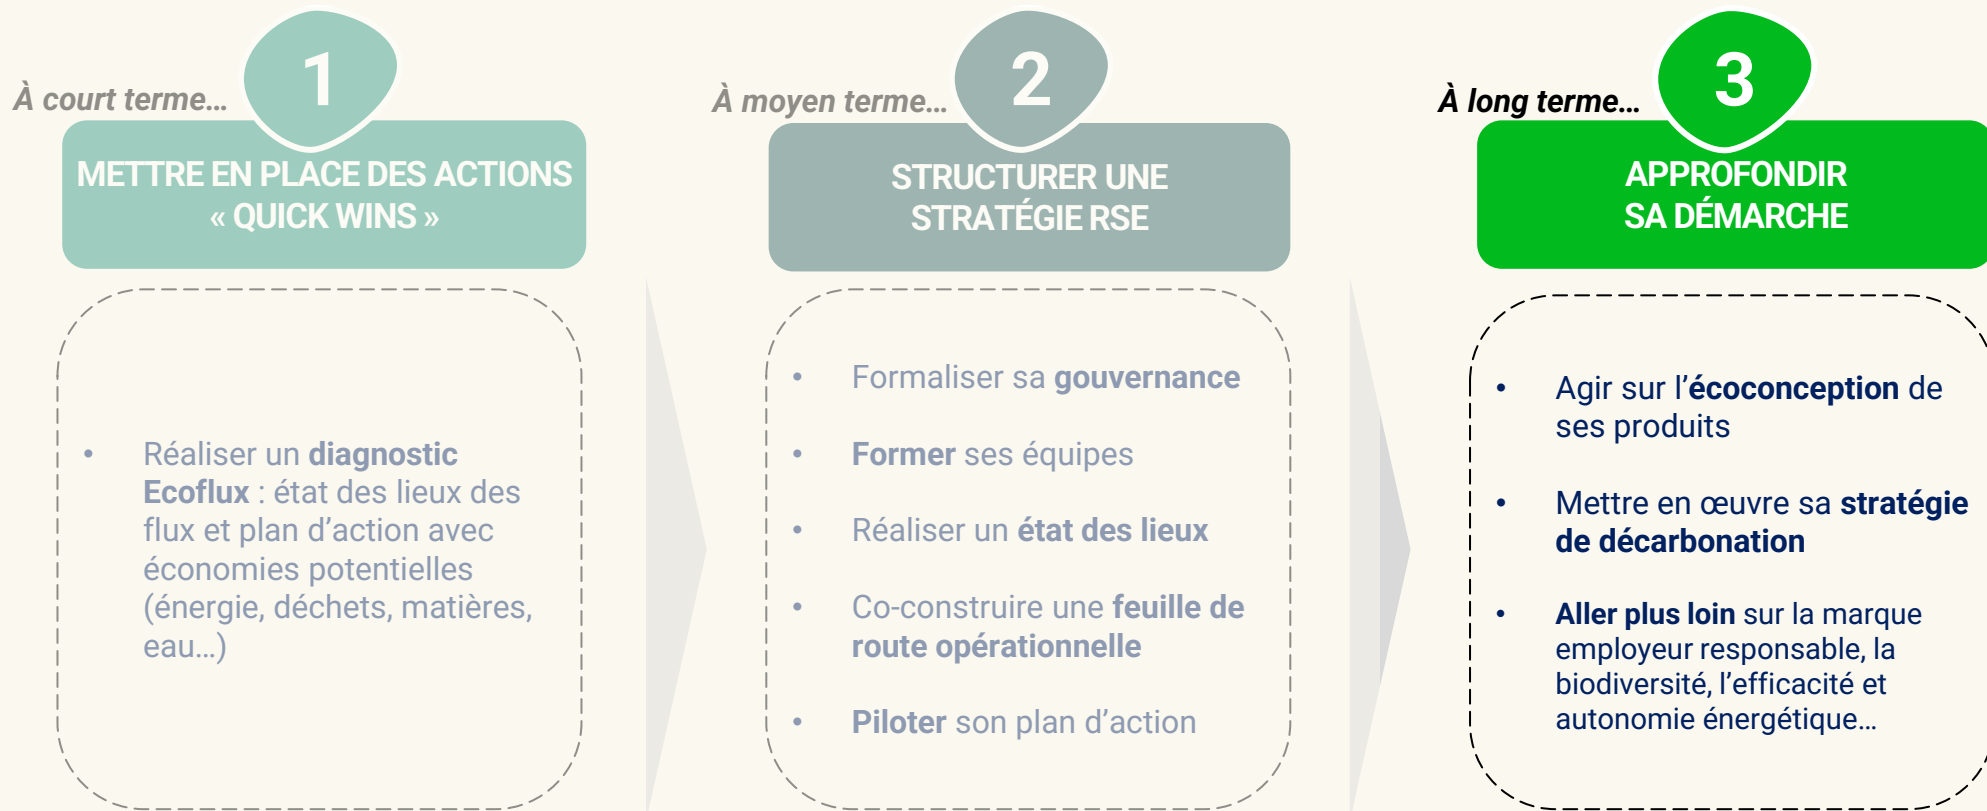 À court terme...
1
METTRE EN PLACE DES ACTIONS
« QUICK WINS »
• Réaliser un diagnostic
Ecoflux : état des lieux des
flux et plan d’action avec
économies potentielles
(énergie, déchets, matières,
eau...)
À moyen terme...
2
STRUCTURER UNE
STRATÉGIE RSE
• Formaliser sa gouvernance
• Former ses équipes
• Réaliser un état des lieux
• Co-construire une feuille de
route opérationnelle
• Piloter son plan d’action
À long terme...
3
APPROFONDIR
SA DÉMARCHE
• Agir sur l’écoconception de
ses produits
• Mettre en œuvre sa stratégie
de décarbonation
• Aller plus loin sur la marque
employeur responsable, la
biodiversité, l’efficacité et
autonomie énergétique...